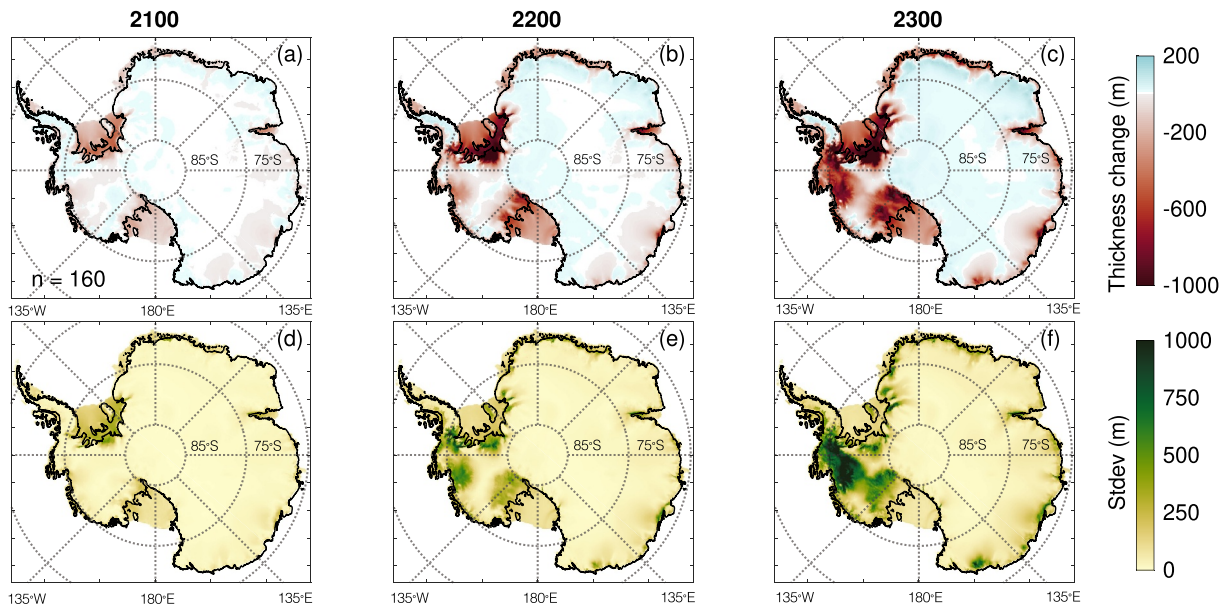 2100
2200
2300
(a)
(b)
(c)
85°S
75°S
85°S
75°S
85°S
75°S
n = 160
135°W
180°E
135°E
135°W
180°E
135°E
135°W
180°E
135°E
Thickness change (m)
200
-200
-600
-1000
(d)
(e)
(f)
85°S
75°S
85°S
75°S
85°S
75°S
135°W
180°E
135°E
135°W
180°E
135°E
135°W
180°E
135°E
Stdev (m)
1000
750
500
250
0